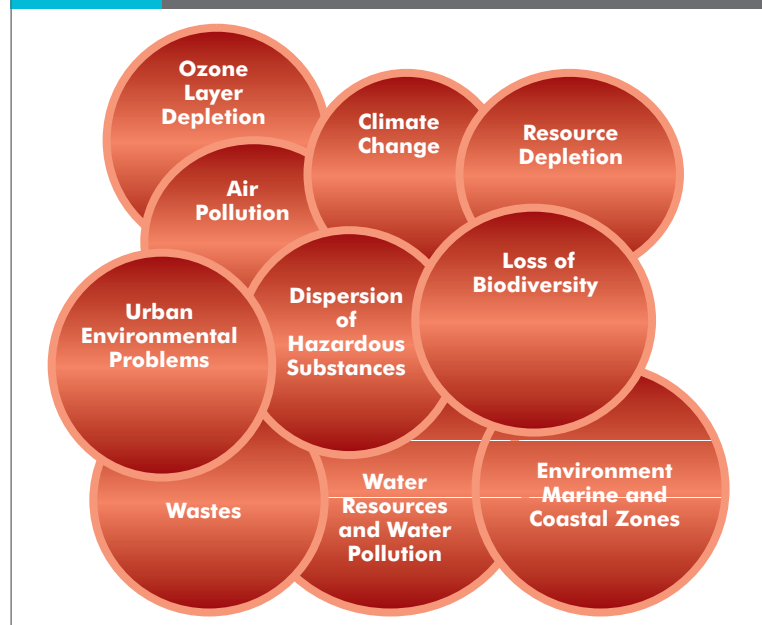 Ozone
Layer
Depletion
Climate
Change
Resource
Depletion
Air
Pollution
Loss of
Biodiversity
Urban
Environmental
Problems
Dispersion
of
Hazardous
Substances
Wastes
Water
Resources
and Water
Pollution
Environment
Marine and
Coastal Zones